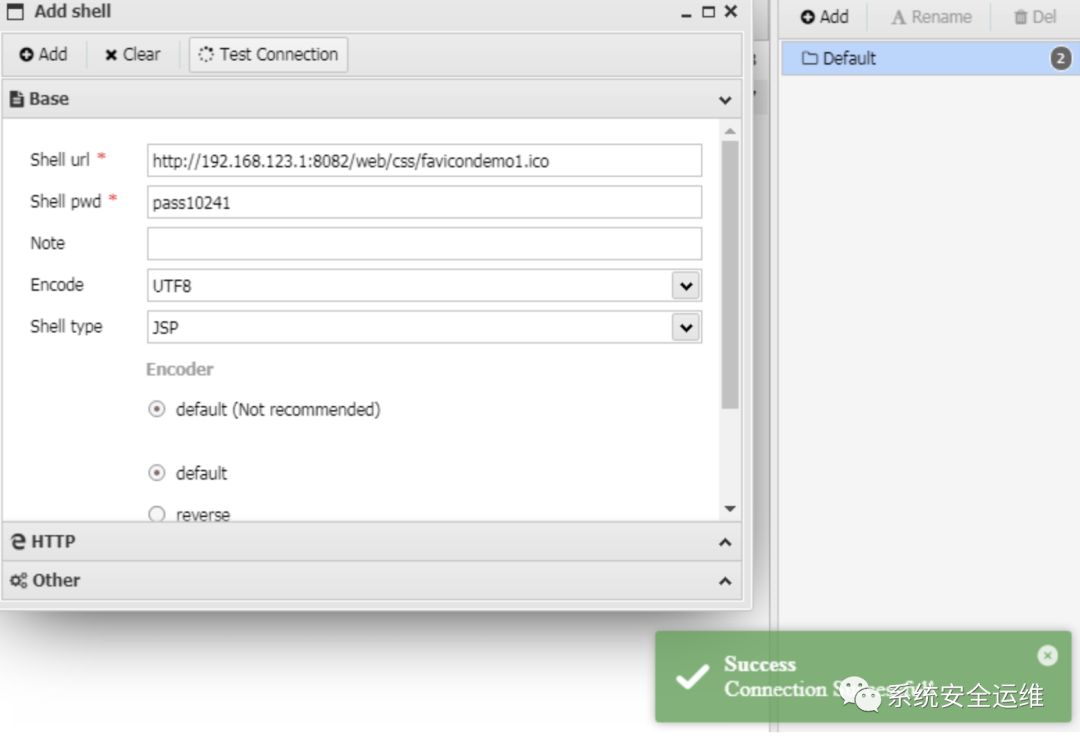 Add shell
Add Clear Test Connection
Base
Shell url * http://192.168.123.1:8082/web/css/favicondemo1.ico
Shell pwd * pass10241
Note
Encode UTF8
Shell type JSP
Encoder
default (Not recommended)
default
reverse
HTTP
Other
Add Rename Del
Default 2
Success
Connection
系统安全运维